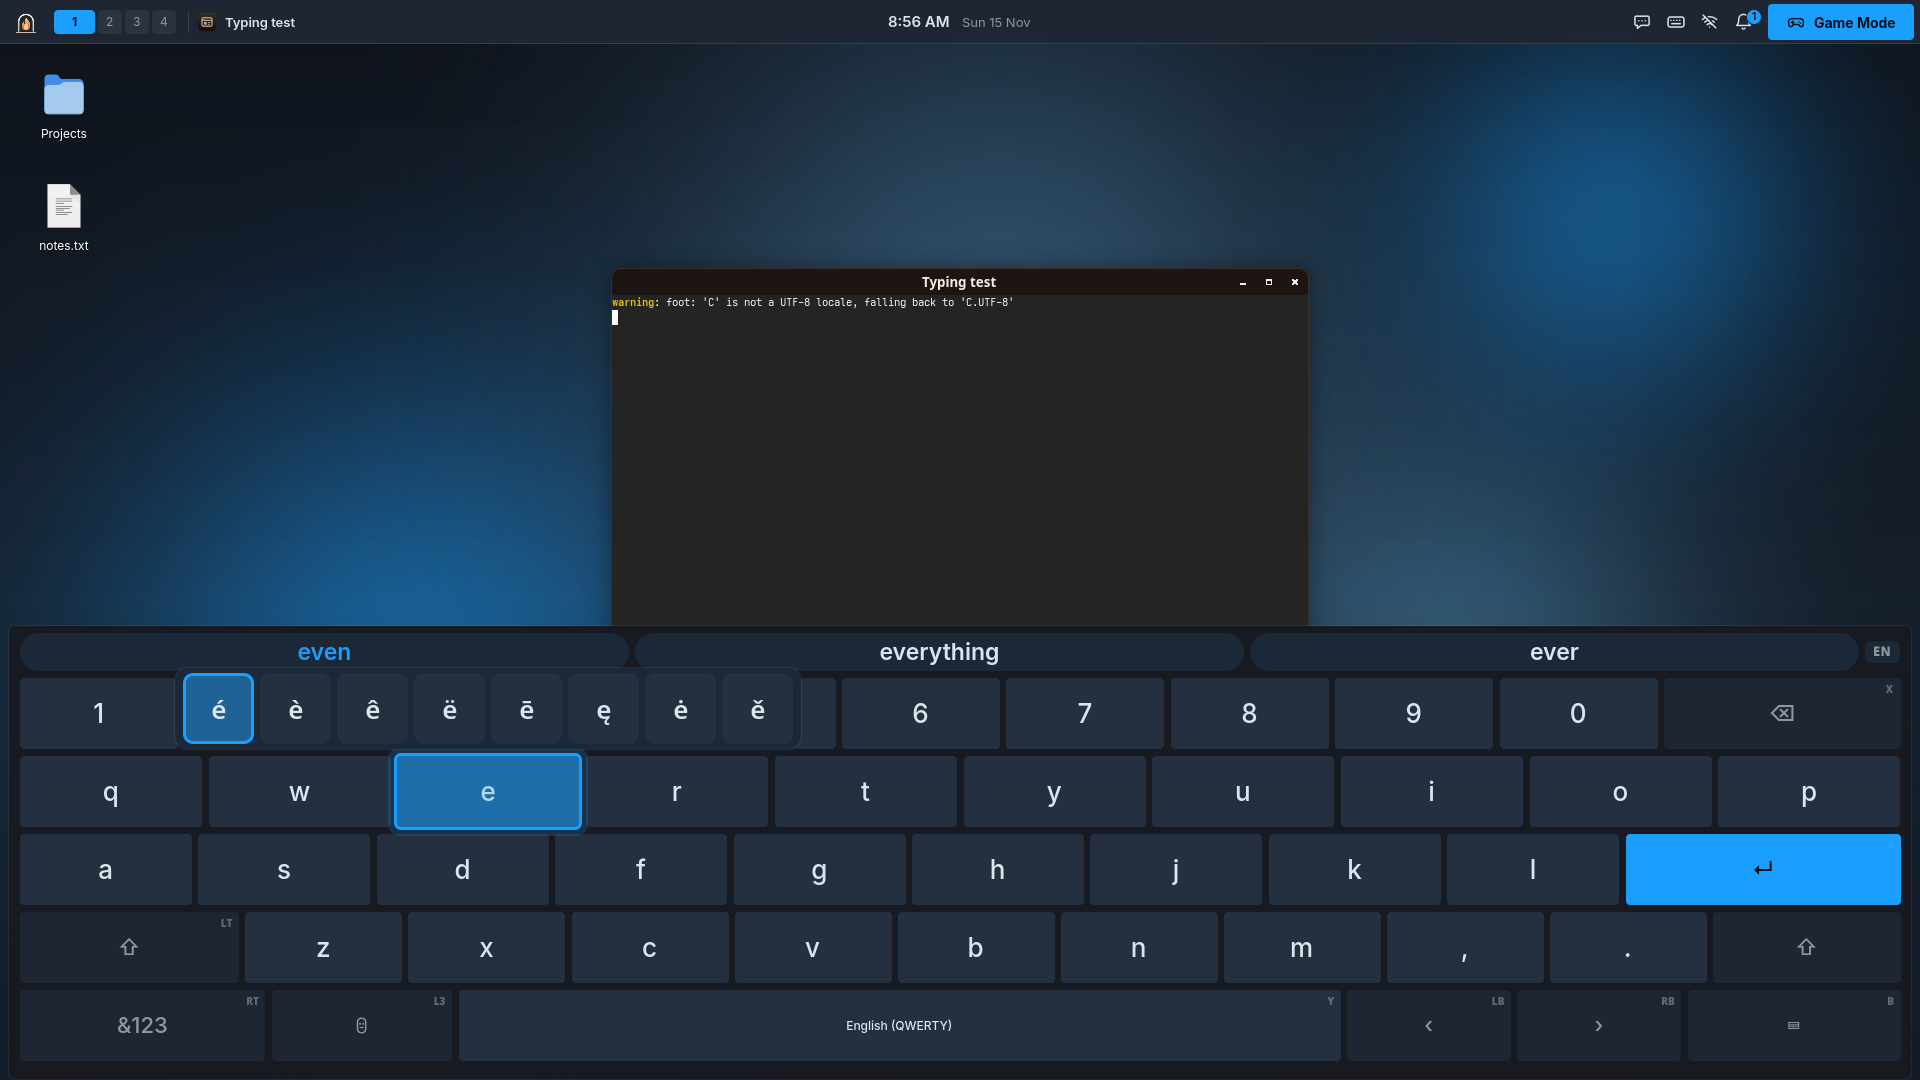 1 2 3 4 Typing test 8:56 AM Sun 15 Nov 1 Game Mode
Projects
notes.txt
Typing test
warning: foot: 'C' is not a UTF-8 locale, falling back to 'C.UTF-8'
even everything ever EN
1 é è ê ë ē ę ė ě 6 7 8 9 0 X
q w e r t y u i o p
a s d f g h j k l
LT z x c v b n m , .
&123 RT L3 English (QWERTY) Y ‹ LB › RB B